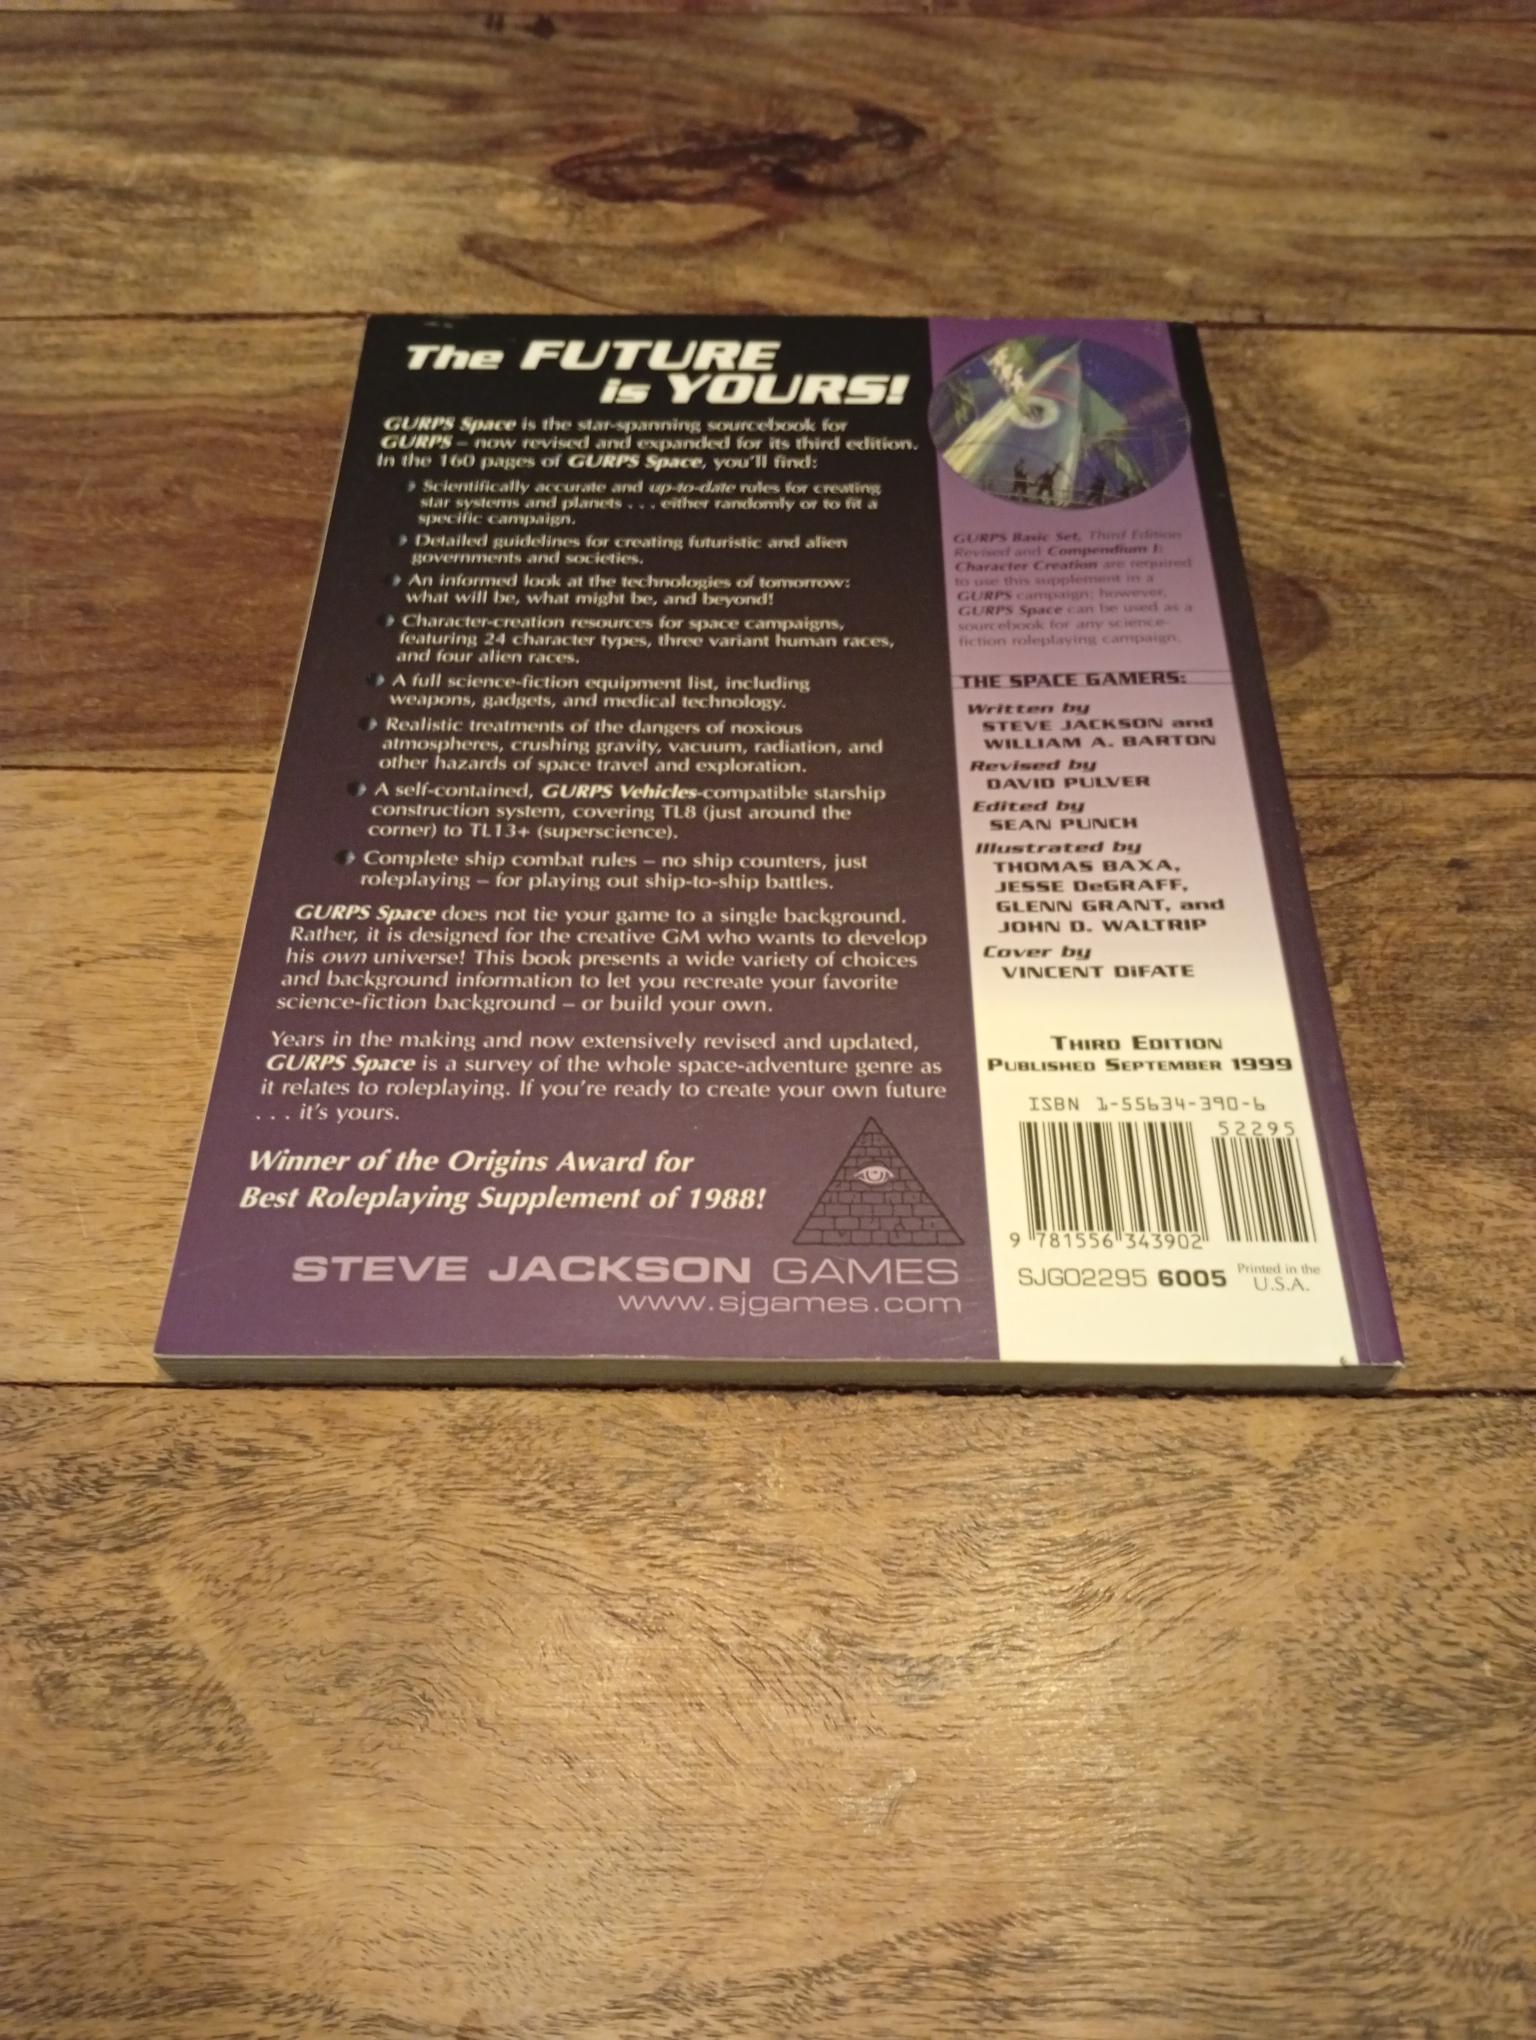 The FUTURE
is YOURS!
GURPS Space is the star-spanning sourcebook for
GURPS – now revised and expanded for its third edition.
In the 160 pages of GURPS Space, you'll find:
Scientifically accurate and up-to-date rules for creating
star systems and planets . . . either randomly or to fit a
specific campaign.
Detailed guidelines for creating futuristic and alien
governments and societies.
An informed look at the technologies of tomorrow:
what will be, what might be, and beyond!
Character-creation resources for space campaigns,
featuring 24 character types, three variant human races,
and four alien races.
A full science-fiction equipment list, including
weapons, gadgets, and medical technology.
Realistic treatments of the dangers of noxious
atmospheres, crushing gravity, vacuum, radiation, and
other hazards of space travel and exploration.
A self-contained, GURPS Vehicles-compatible starship
construction system, covering TL8 (just around the
corner) to TL13+ (superscience).
Complete ship combat rules – no ship counters, just
roleplaying – for playing out ship-to-ship battles.
GURPS Space does not tie your game to a single background.
Rather, it is designed for the creative GM who wants to develop
his own universe! This book presents a wide variety of choices
and background information to let you recreate your favorite
science-fiction background – or build your own.
Years in the making and now extensively revised and updated,
GURPS Space is a survey of the whole space-adventure genre as
it relates to roleplaying. If you're ready to create your own future
. . . it's yours.
Winner of the Origins Award for
Best Roleplaying Supplement of 1988!
STEVE JACKSON GAMES
www.sjgames.com
GURPS Basic Set, Third Edition
Revised and Compendium I:
Character Creation are required
to use this supplement in a
GURPS campaign; however,
GURPS Space can be used as a
sourcebook for any science-
fiction roleplaying campaign.
THE SPACE GAMERS:
Written by
STEVE JACKSON and
WILLIAM A. BARTON
Revised by
DAVID PULVER
Edited by
SEAN PUNCH
Illustrated by
THOMAS BAXA,
JESSE DeGRAFF,
GLENN GRANT, and
JOHN D. WALTRIP
Cover by
VINCENT DiFATE
THIRD EDITION
PUBLISHED SEPTEMBER 1999
ISBN 1-55634-390-6
52295
9 781556 343902
SJG02295 6005 Printed in the
U.S.A.